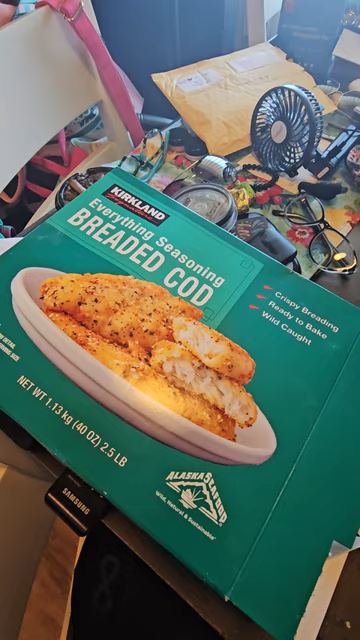 KIRKLAND
Everything Seasoning
BREADED COD
Crispy Breading
Ready to Bake
Wild Caught
NET WT 1.13 kg (40 OZ) 2.5 LB
ALASKA SEAFOOD
Wild, Natural & Sustainable
SAMSUNG